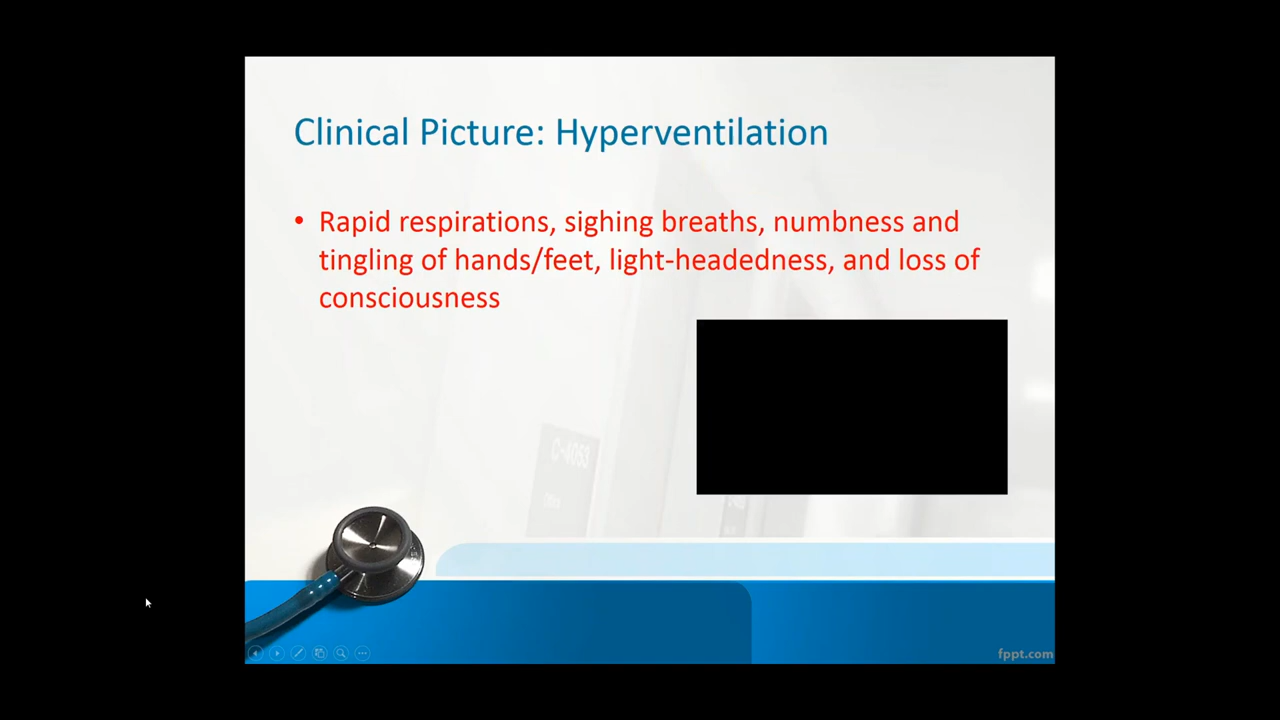 Clinical Picture: Hyperventilation
• Rapid respirations, sighing breaths, numbness and
tingling of hands/feet, light-headedness, and loss of
consciousness
C-4063
fppt.com